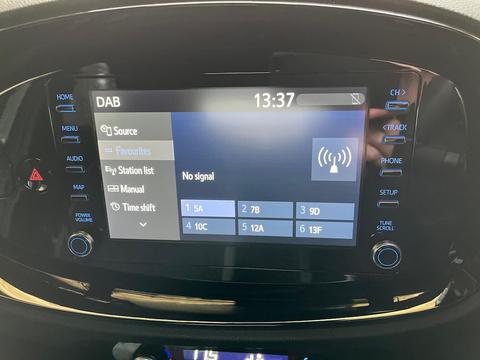 DAB
13:37
HOME
MENU
AUDIO
MAP
POWER
VOLUME
Source
Favourites
Station list
Manual
Time shift
No signal
1 5A
2 7B
3 9D
4 10C
5 12A
6 13F
CH >
< TRACK
PHONE
SETUP
TUNE
SCROLL